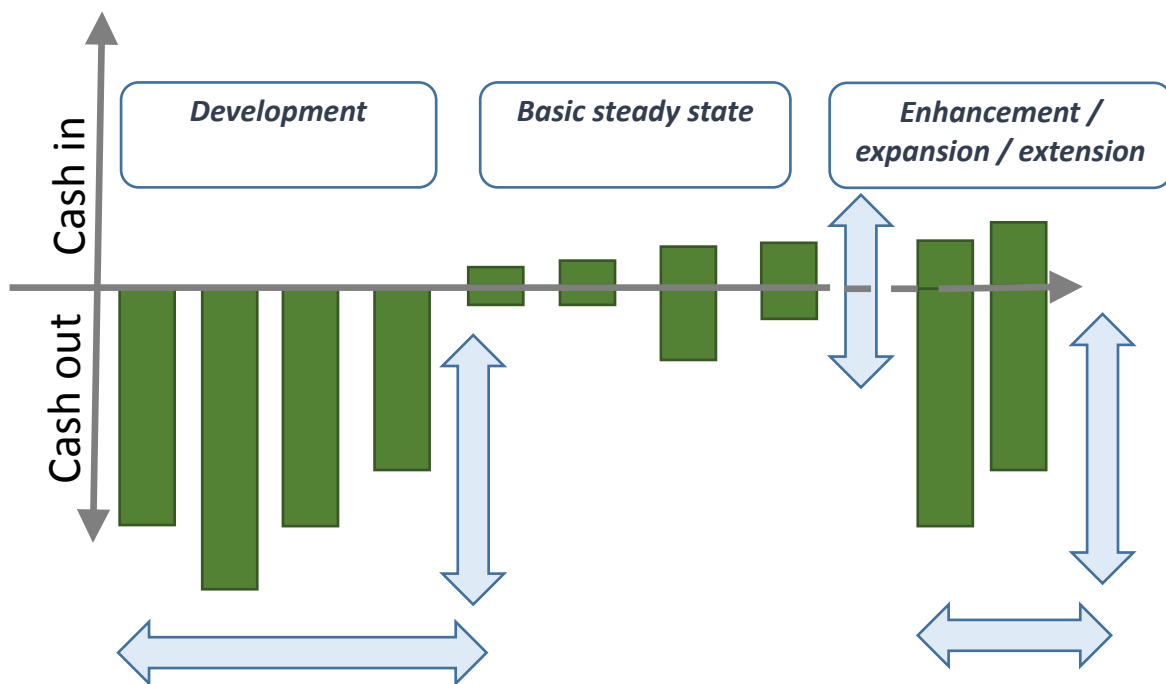 Development
Basic steady state
Enhancement /
expansion / extension
Cash in
Cash out